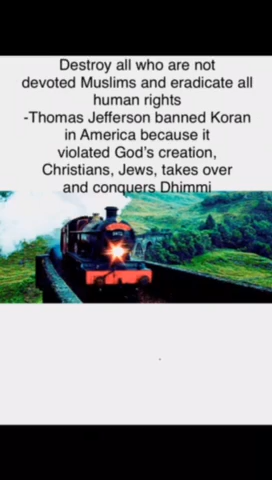 Destroy all who are not
devoted Muslims and eradicate all
human rights
-Thomas Jefferson banned Koran
in America because it
violated God's creation,
Christians, Jews, takes over
and conquers Dhimmi